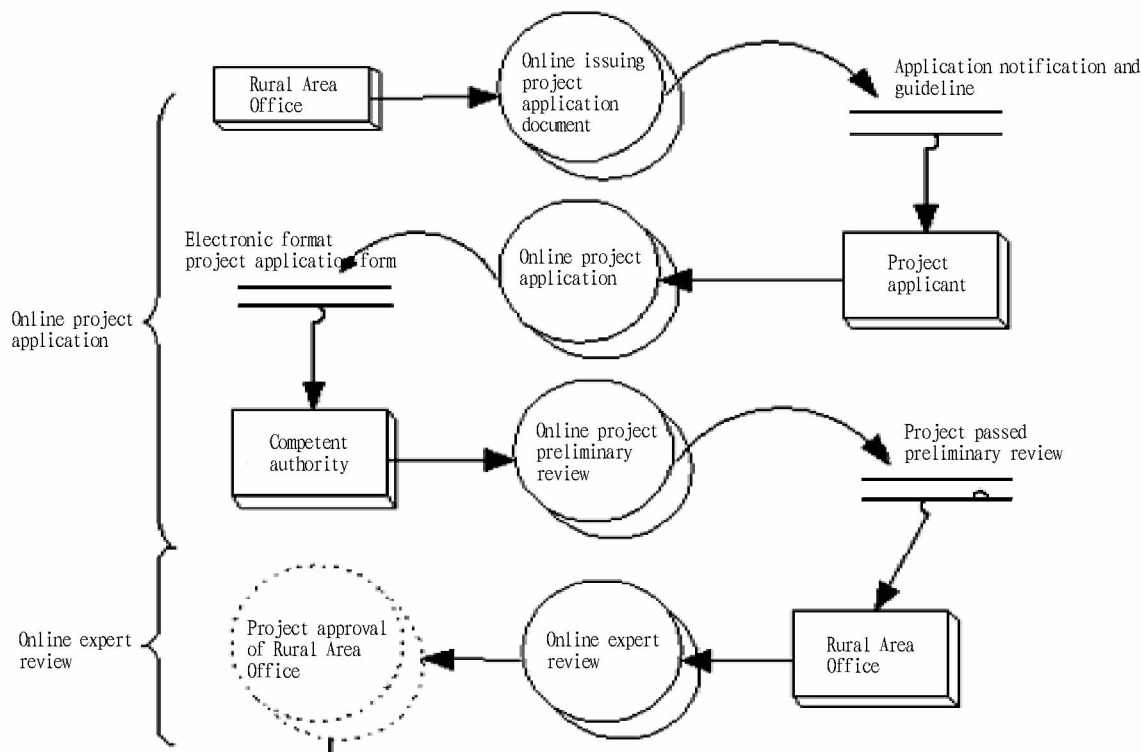 Rural Area
Office
Online issuing
project
application
document
Application notification and
guideline
Electronic format
project application form
Online project
application
Project
applicant
Online project
application
Competent
authority
Online project
preliminary
review
Project passed
preliminary review
Online expert
review
Project approval
of Rural Area
Office
Online expert
review
Rural Area
Office